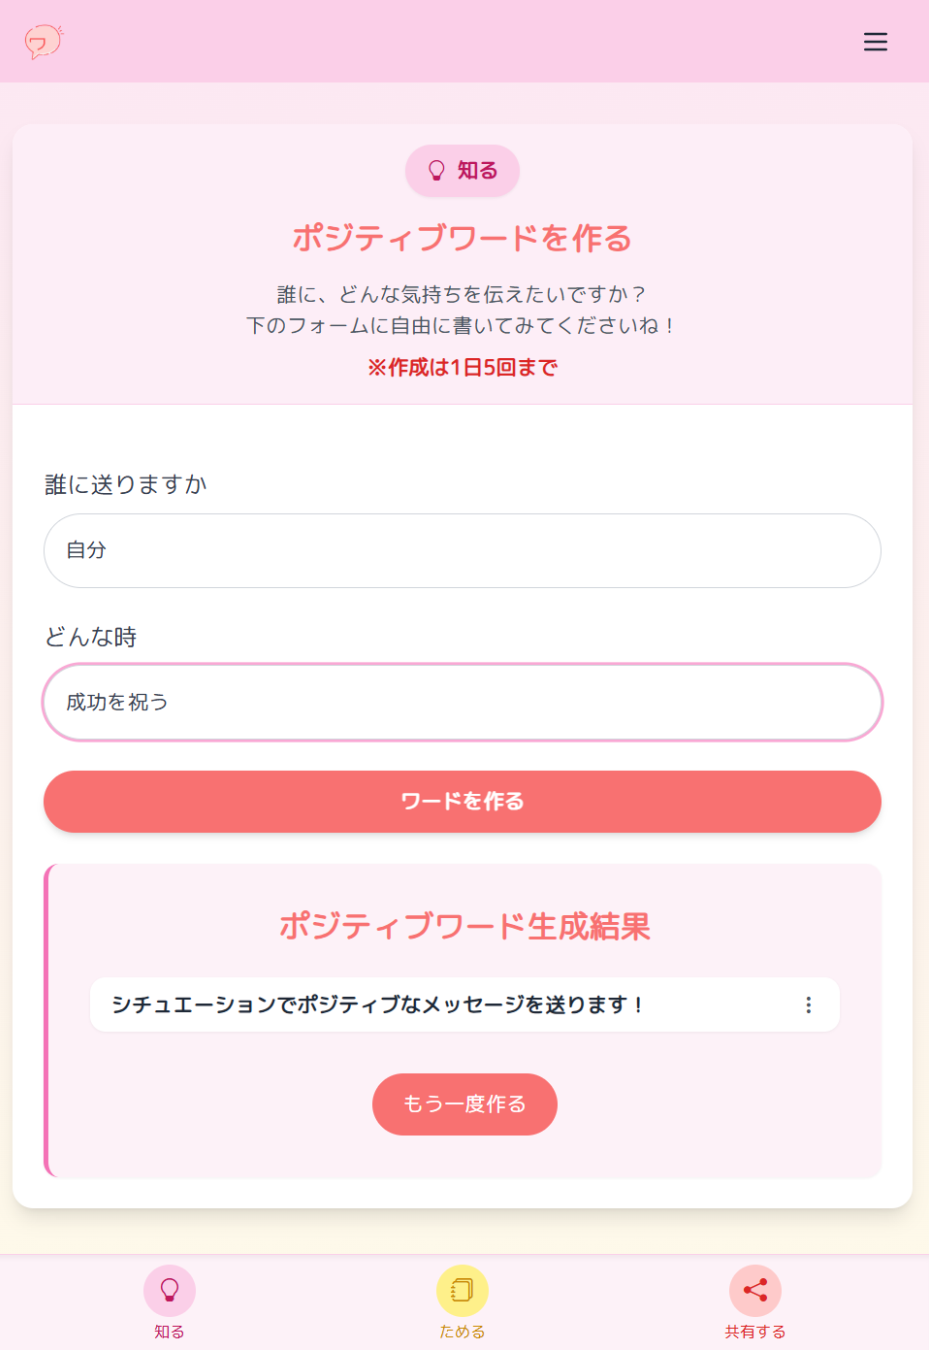 ワ
知る
ポジティブワードを作る
誰に、どんな気持ちを伝えたいですか？
下のフォームに自由に書いてみてくださいね！
※作成は1日5回まで
誰に送りますか
自分
どんな時
成功を祝う
ワードを作る
ポジティブワード生成結果
シチュエーションでポジティブなメッセージを送ります！
もう一度作る
知る
ためる
共有する